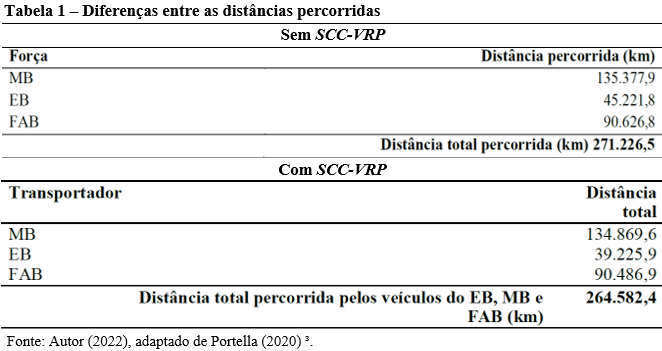 Tabela 1 – Diferenças entre as distâncias percorridas
Sem SCC-VRP
Força Distância percorrida (km)
MB 135.377,9
EB 45.221,8
FAB 90.626,8
Distância total percorrida (km) 271.226,5
Com SCC-VRP
Transportador Distância
total
MB 134.869,6
EB 39.225,9
FAB 90.486,9
Distância total percorrida pelos veículos do EB, MB e 264.582,4
FAB (km)
Fonte: Autor (2022), adaptado de Portella (2020) ³.